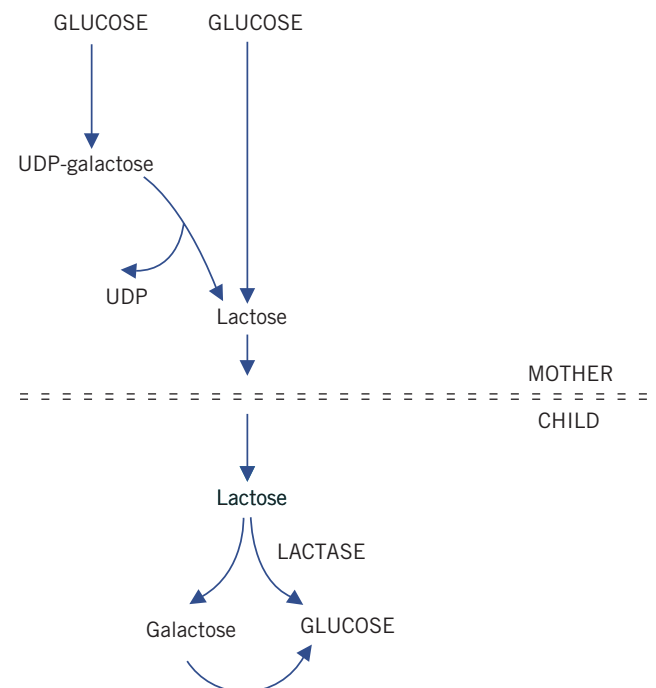 GLUCOSE GLUCOSE
UDP-galactose
UDP
Lactose
MOTHER
CHILD
Lactose
LACTASE
Galactose GLUCOSE